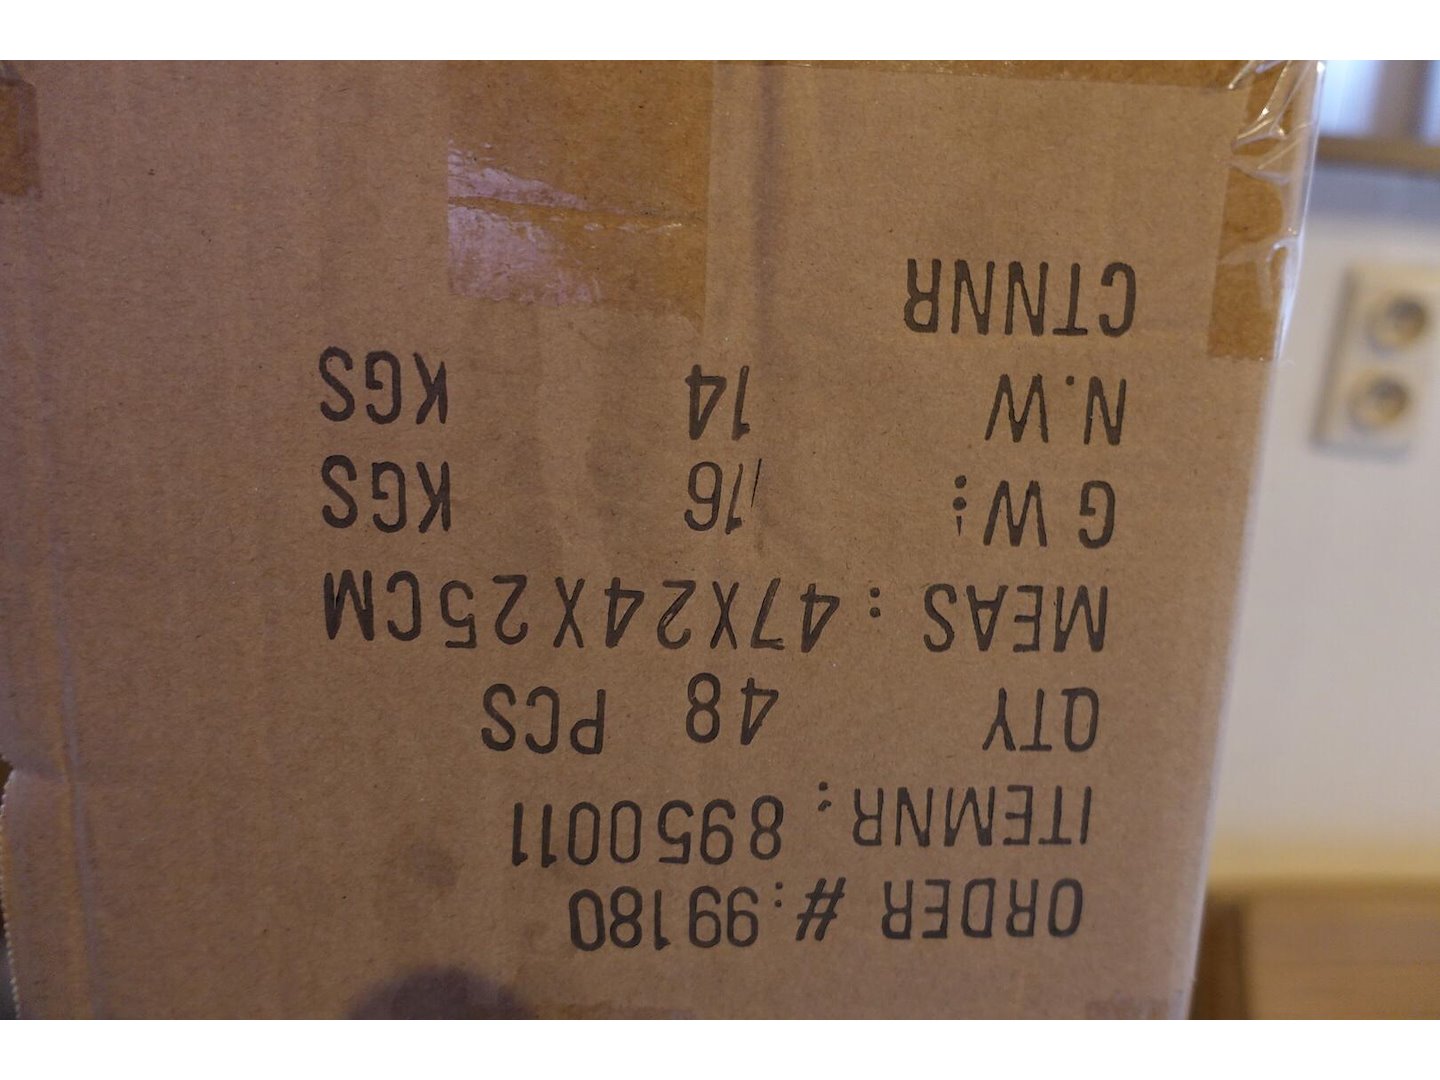 ORDER #:99180
ITEMNR: 8950011
QTY 48 PCS
MEAS : 47X24X25CM
G W: 16 KGS
N.W 14 KGS
CTNNR